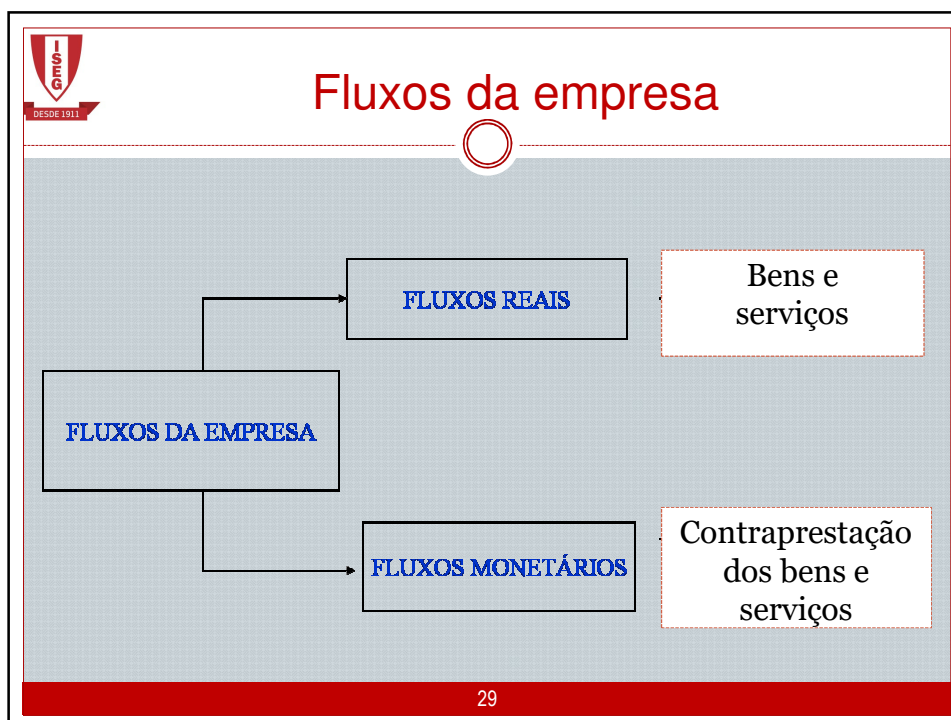 ISEG
DESDE 1911
Fluxos da empresa
FLUXOS REAIS
Bens e
serviços
FLUXOS DA EMPRESA
FLUXOS MONETÁRIOS
Contraprestação
dos bens e
serviços
29